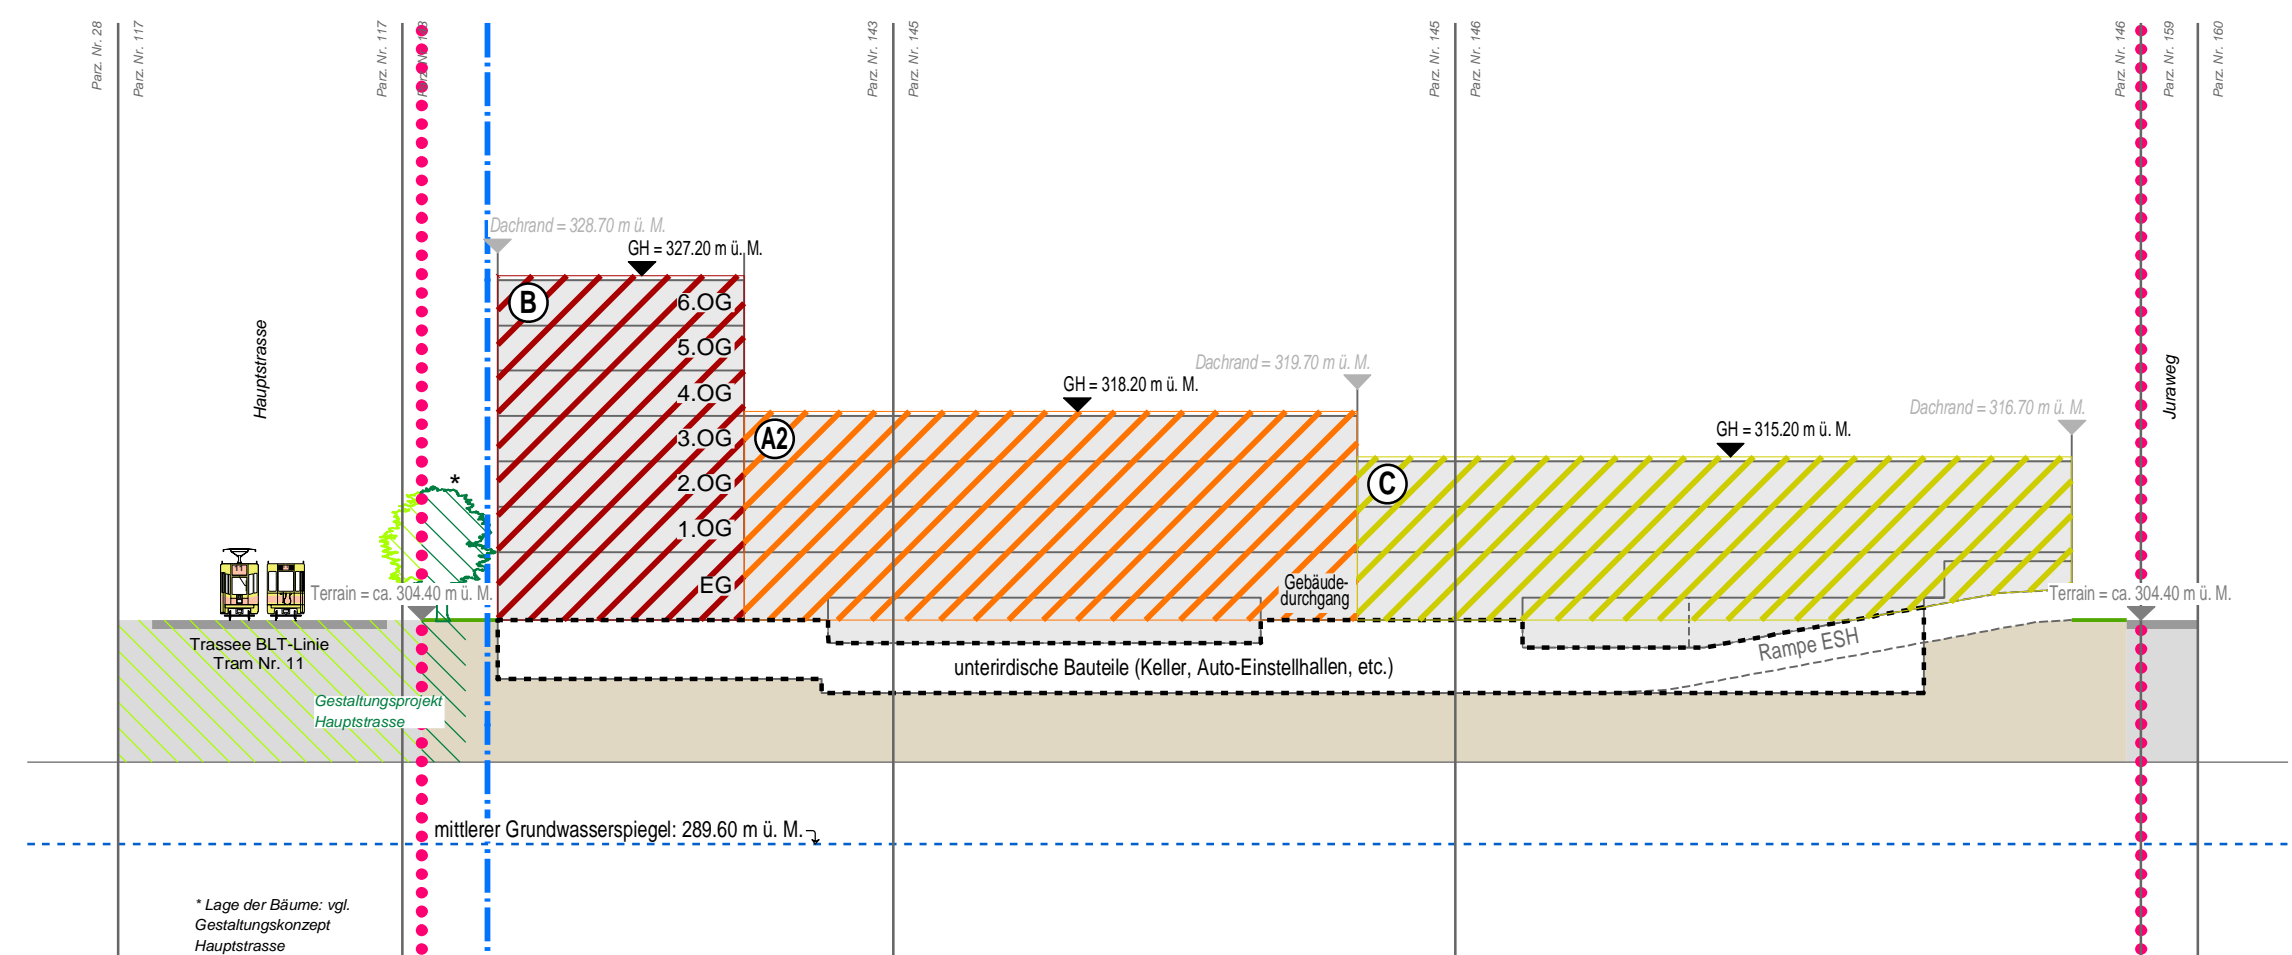 Parz. Nr. 28
Parz. Nr. 117
Parz. Nr. 117
Parz. Nr. 143
Parz. Nr. 145
Parz. Nr. 145
Parz. Nr. 146
Parz. Nr. 146
Parz. Nr. 159
Parz. Nr. 160
Dachrand = 328.70 m ü. M.
GH = 327.20 m ü. M.
B
6.OG
5.OG
4.OG
3.OG
2.OG
1.OG
EG
Hauptstrasse
Dachrand = 319.70 m ü. M.
GH = 318.20 m ü. M.
A2
Dachrand = 316.70 m ü. M.
GH = 315.20 m ü. M.
C
Juraweg
*
Gebäude-
durchgang
Terrain = ca. 304.40 m ü. M.
Terrain = ca. 304.40 m ü. M.
Trassee BLT-Linie
Tram Nr. 11
Rampe ESH
unterirdische Bauteile (Keller, Auto-Einstellhallen, etc.)
Gestaltungsprojekt
Hauptstrasse
mittlerer Grundwasserspiegel: 289.60 m ü. M.
* Lage der Bäume: vgl.
Gestaltungskonzept
Hauptstrasse